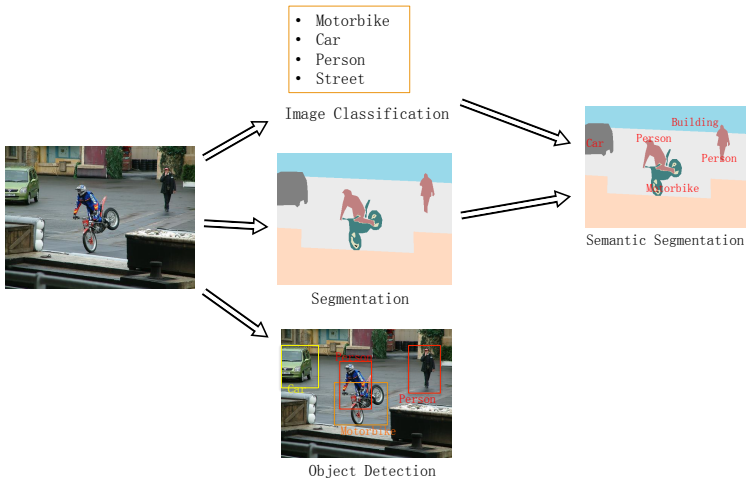 • Motorbike
• Car
• Person
• Street
Image Classification
Building
Car
Person
Person
Motorbike
Semantic Segmentation
Segmentation
Person
Car
Person
Motorbike
Object Detection